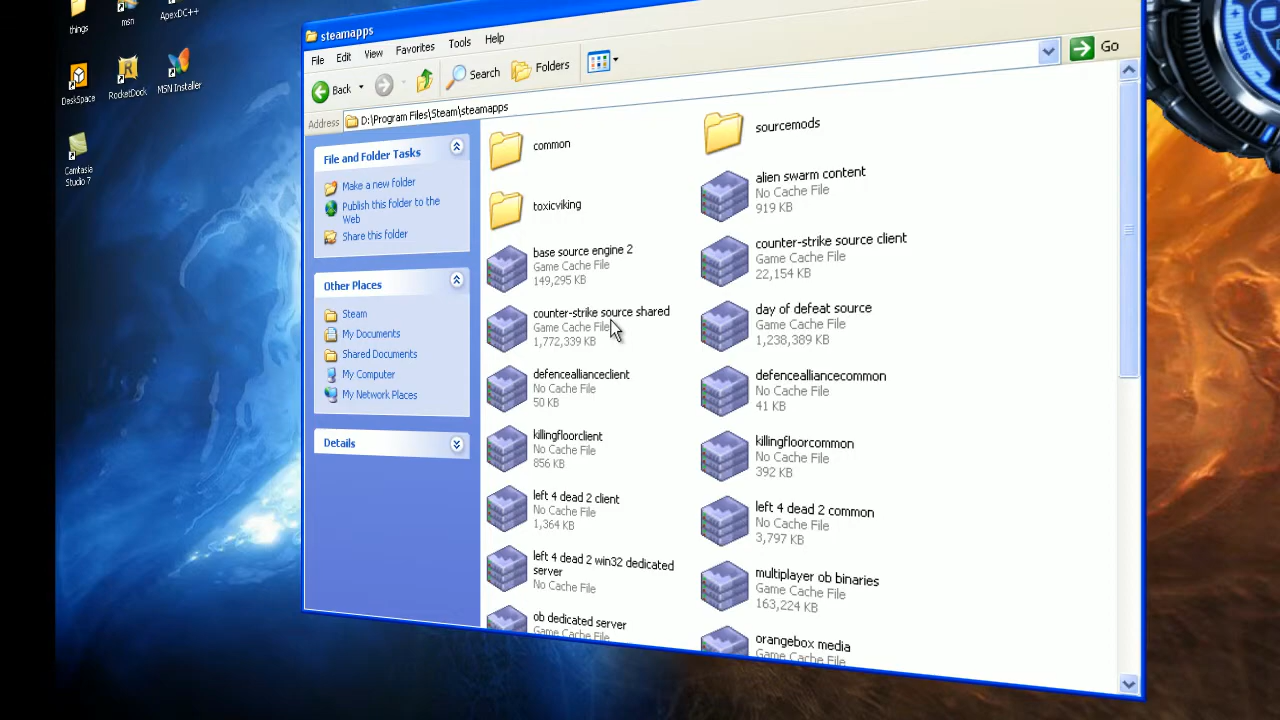 things
msn
ApexDC++
DeskSpace
RocketDock
MSN Installer
Camtasia
Studio 7
steamapps
File Edit View Favorites Tools Help
Back Search Folders
Go
Address D:\Program Files\Steam\steamapps
File and Folder Tasks
Make a new folder
Publish this folder to the
Web
Share this folder
Other Places
Steam
My Documents
Shared Documents
My Computer
My Network Places
Details
common
sourcemods
toxicviking
alien swarm content
No Cache File
919 KB
base source engine 2
Game Cache File
149,295 KB
counter-strike source client
Game Cache File
22,154 KB
counter-strike source shared
Game Cache File
1,772,339 KB
day of defeat source
Game Cache File
1,238,389 KB
defenceallianceclient
No Cache File
50 KB
defencealliancecommon
No Cache File
41 KB
killingfloorclient
No Cache File
856 KB
killingfloorcommon
No Cache File
392 KB
left 4 dead 2 client
No Cache File
1,364 KB
left 4 dead 2 common
No Cache File
3,797 KB
left 4 dead 2 win32 dedicated
server
No Cache File
multiplayer ob binaries
Game Cache File
163,224 KB
ob dedicated server
Game Cache File
orangebox media
Game Cache File
SEEK